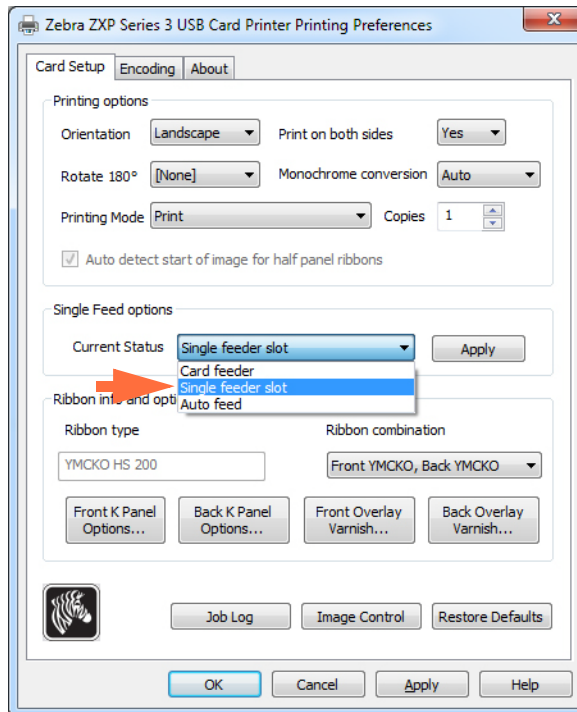 Zebra ZXP Series 3 USB Card Printer Printing Preferences
Card Setup Encoding About
Printing options
Orientation Landscape Print on both sides Yes
Rotate 180° [None] Monochrome conversion Auto
Printing Mode Print Copies 1
Auto detect start of image for half panel ribbons
Single Feed options
Current Status Single feeder slot Apply
Card feeder
Single feeder slot
Auto feed
Ribbon info and opti
Ribbon type Ribbon combination
YMCKO HS 200 Front YMCKO, Back YMCKO
Front K Panel Back K Panel Front Overlay Back Overlay
Options... Options... Varnish... Varnish...
Job Log Image Control Restore Defaults
OK Cancel Apply Help